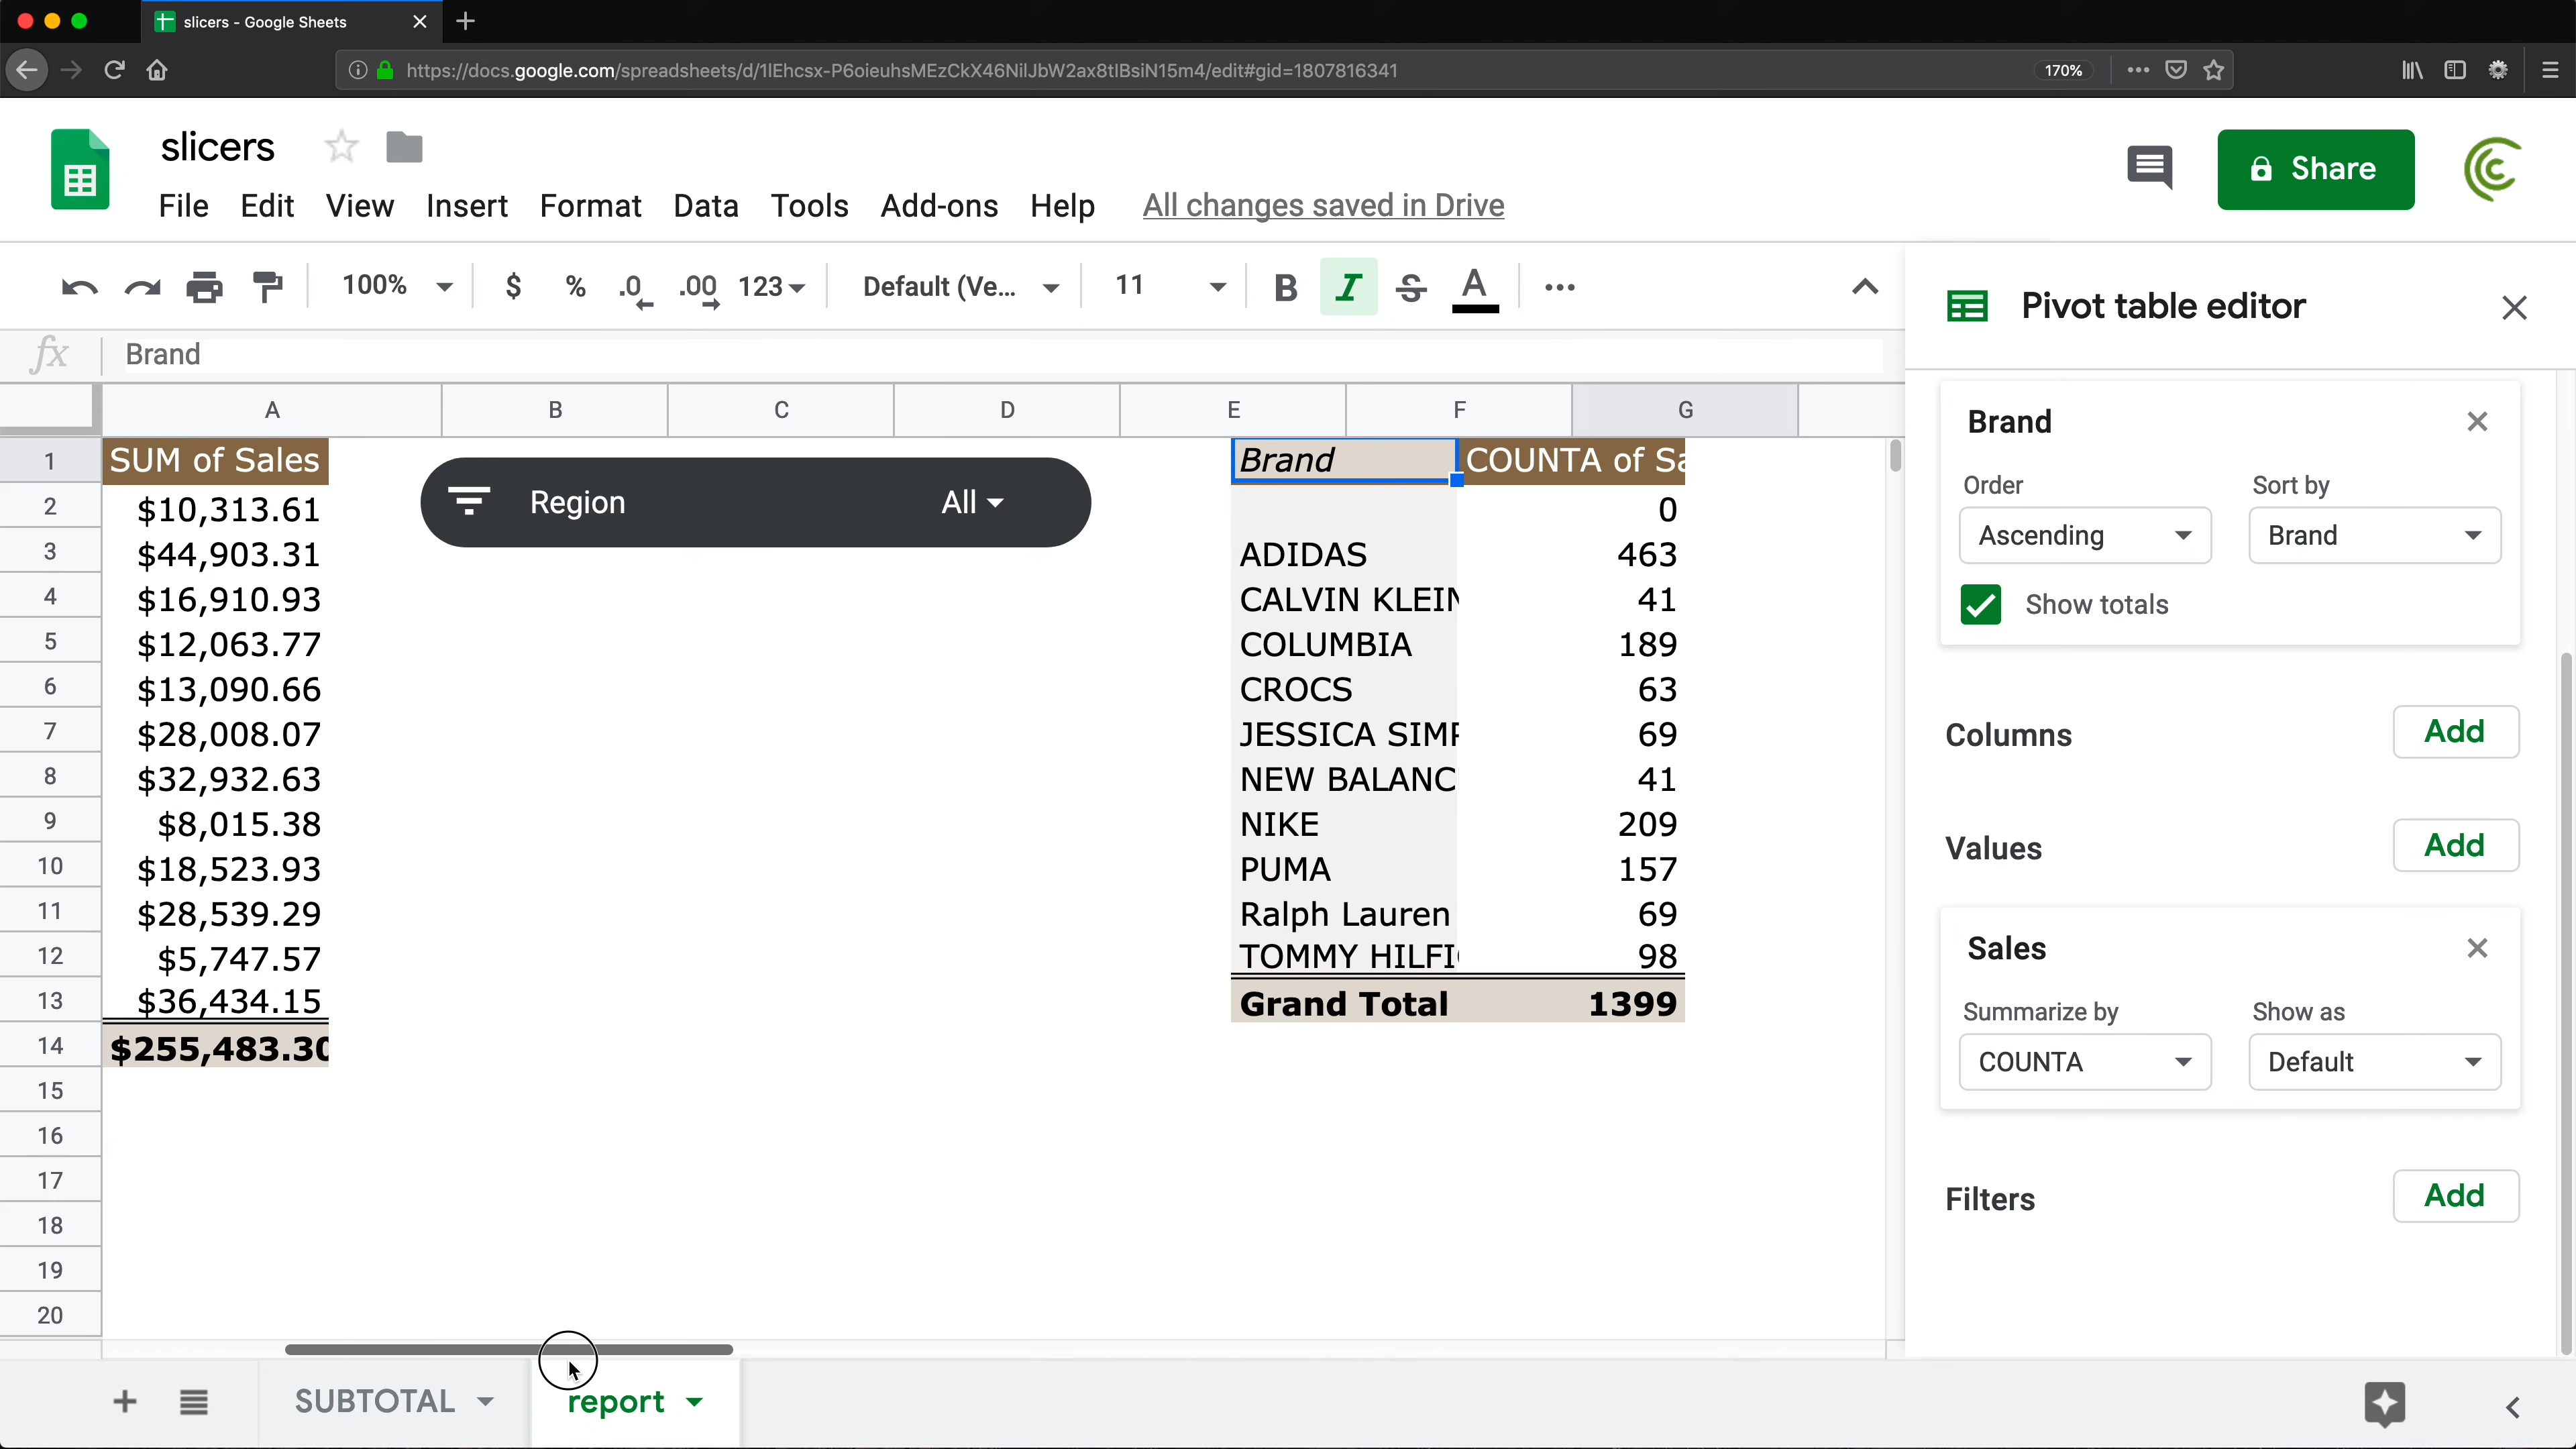 slicers - Google Sheets
https://docs.google.com/spreadsheets/d/1lEhcsx-P6oieuhsMEzCkX46NilJbW2ax8tlBsiN15m4/edit#gid=1807816341
170%
slicers
File Edit View Insert Format Data Tools Add-ons Help All changes saved in Drive
Share
100% $ % .0 .00 123 Default (Ve... 11 B I S A
Pivot table editor
fx Brand
A B C D E F G
1 SUM of Sales Brand COUNTA of Sa
Region All
2 $10,313.61 0
3 $44,903.31 ADIDAS 463
4 $16,910.93 CALVIN KLEIN 41
5 $12,063.77 COLUMBIA 189
6 $13,090.66 CROCS 63
7 $28,008.07 JESSICA SIMP 69
8 $32,932.63 NEW BALANC 41
9 $8,015.38 NIKE 209
10 $18,523.93 PUMA 157
11 $28,539.29 Ralph Lauren 69
12 $5,747.57 TOMMY HILFI 98
13 $36,434.15 Grand Total 1399
14 $255,483.30
15
16
17
18
19
20
Brand
Order Sort by
Ascending Brand
Show totals
Columns Add
Values Add
Sales
Summarize by Show as
COUNTA Default
Filters Add
SUBTOTAL report